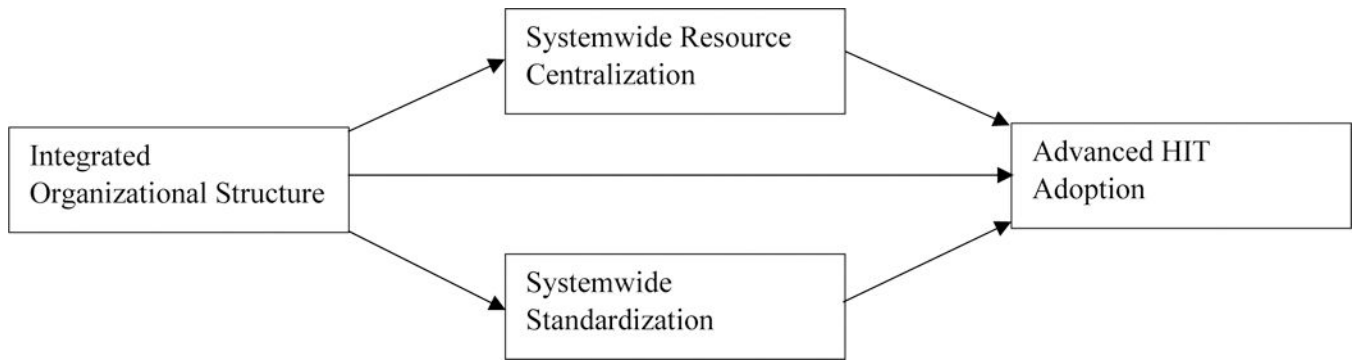 Systemwide Resource
Centralization
Integrated
Organizational Structure
Advanced HIT
Adoption
Systemwide
Standardization